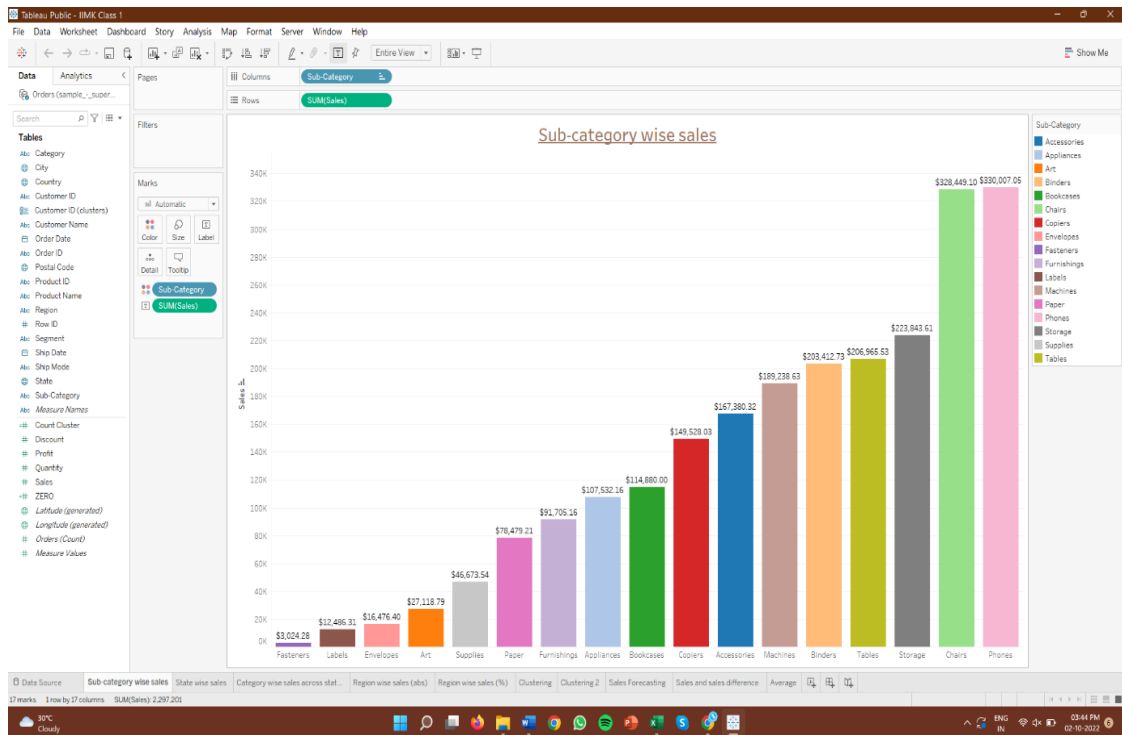 Tableau Public - IIMK Class 1
File Data Worksheet Dashboard Story Analysis Map Format Server Window Help
Entire View
Show Me
Data Analytics
Orders (sample_-_super...
Search
Tables
Abc Category
City
Country
Abc Customer ID
Customer ID (clusters)
Abc Customer Name
Order Date
Abc Order ID
Postal Code
Abc Product ID
Abc Product Name
Abc Region
# Row ID
Abc Segment
Ship Date
Abc Ship Mode
State
Abc Sub-Category
Abc Measure Names
=# Count Cluster
# Discount
# Profit
# Quantity
# Sales
=# ZERO
Latitude (generated)
Longitude (generated)
# Orders (Count)
# Measure Values
Pages
Filters
Marks
Automatic
Color Size Label
Detail Tooltip
Sub-Category
SUM(Sales)
Columns Sub-Category
Rows SUM(Sales)
Sub-category wise sales
Sales
340K
320K
300K
280K
260K
240K
220K
200K
180K
160K
140K
120K
100K
80K
60K
40K
20K
0K
$3,024.28
$12,486.31
$16,476.40
$27,118.79
$46,673.54
$78,479.21
$91,705.16
$107,532.16
$114,880.00
$149,528.03
$167,380.32
$189,238.63
$203,412.73
$206,965.53
$223,843.61
$328,449.10
$330,007.05
Fasteners Labels Envelopes Art Supplies Paper Furnishings Appliances Bookcases Copiers Accessories Machines Binders Tables Storage Chairs Phones
Sub-Category
Accessories
Appliances
Art
Binders
Bookcases
Chairs
Copiers
Envelopes
Fasteners
Furnishings
Labels
Machines
Paper
Phones
Storage
Supplies
Tables
Data Source Sub-category wise sales State wise sales Category wise sales across stat... Region wise sales (abs) Region wise sales (%) Clustering Clustering 2 Sales Forecasting Sales and sales difference Average
17 marks 1 row by 17 columns SUM(Sales): 2,297,201
30°C
Cloudy
ENG
IN
03:44 PM
02-10-2022
6